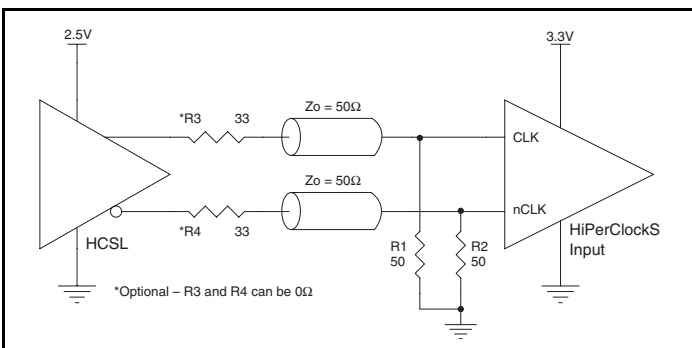 2.5V
3.3V
*R3 33
Zo = 50Ω
CLK
Zo = 50Ω
nCLK
*R4 33
HCSL
R1
50
R2
50
HiPerClockS
Input
*Optional – R3 and R4 can be 0Ω